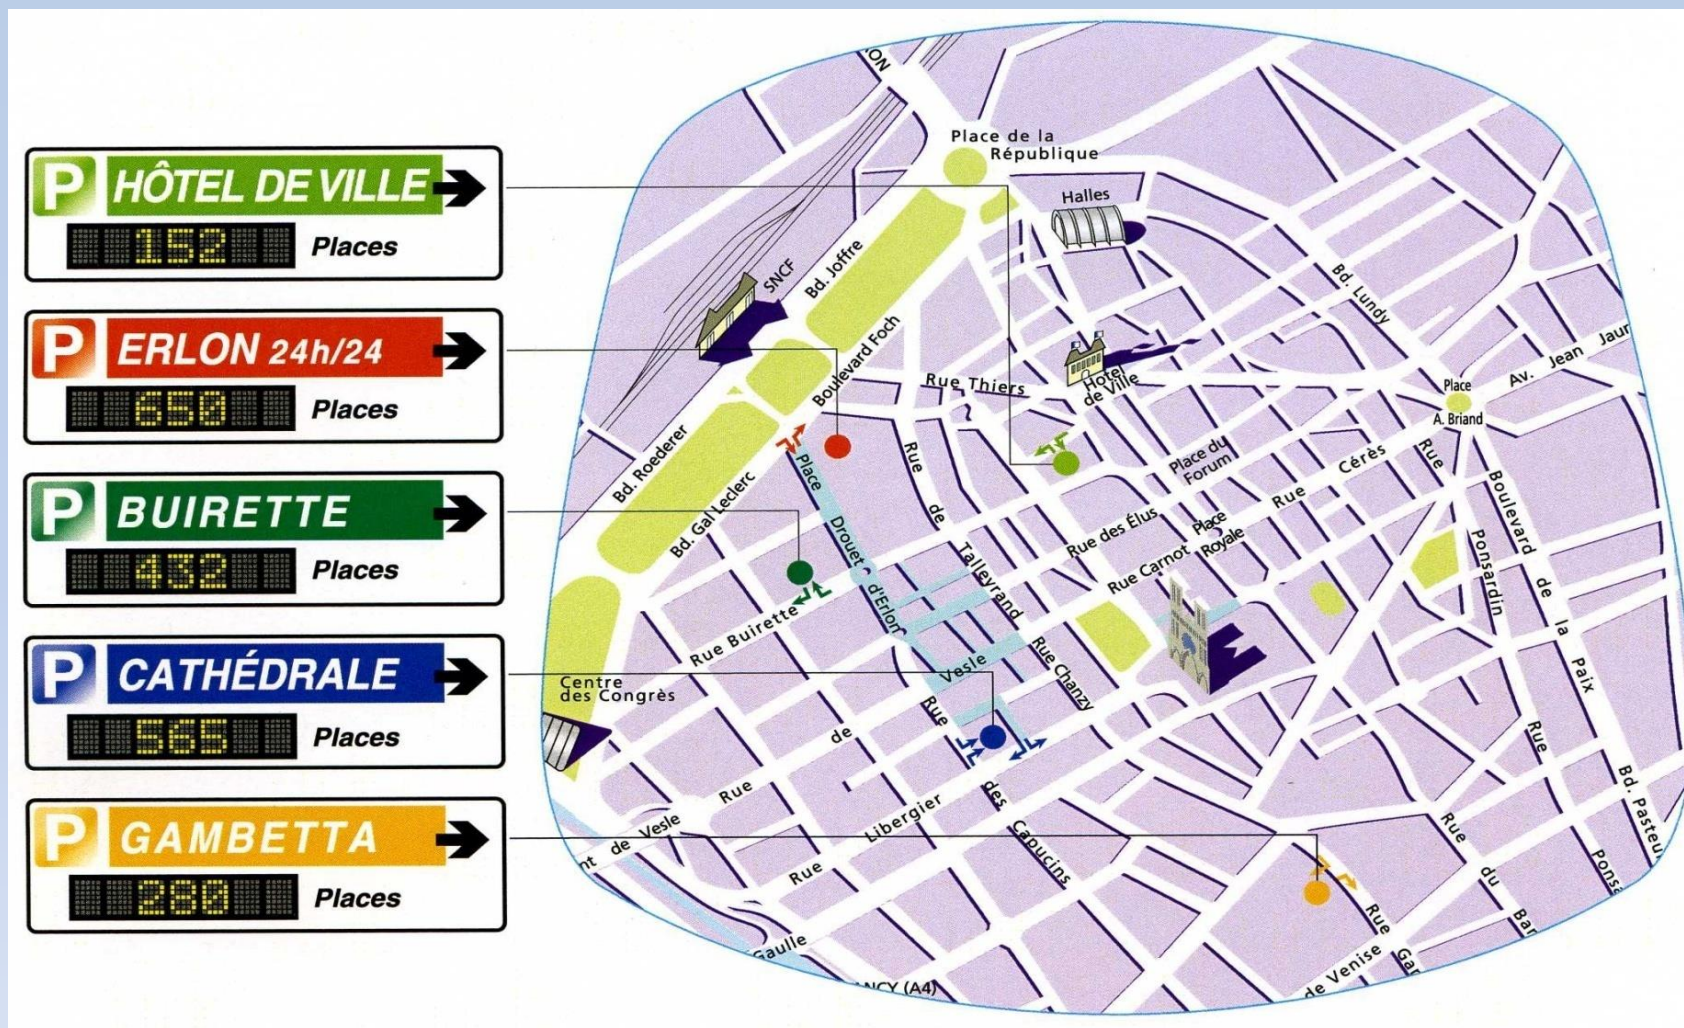 P HÔTEL DE VILLE
152 Places
P ERLON 24h/24
650 Places
P BUIRETTE
432 Places
P CATHÉDRALE
565 Places
P GAMBETTA
280 Places
Place de la
République
Halles
SNCF
Bd. Joffre
Boulevard Foch
Bd. Lundy
Rue Thiers
Hôtel
de Ville
Place
A. Briand
Av. Jean Jaur
Bd. Roederer
Bd. Gal Leclerc
Place Drouet d'Erlon
Rue de Talleyrand
Place du
Forum
Rue Cérès
Rue des Élus
Rue Carnot
Place
Royale
Rue Ponsardin
Boulevard de la Paix
Rue Buirette
Rue de Vesle
Rue Chanzy
Centre
des Congrès
Rue des Capucins
Rue Libergier
nt de Vesle
Rue du Bar
Bd. Pasteu
Ponsa
Rue Gam
de Venise
Gaulle
NCY (A4)